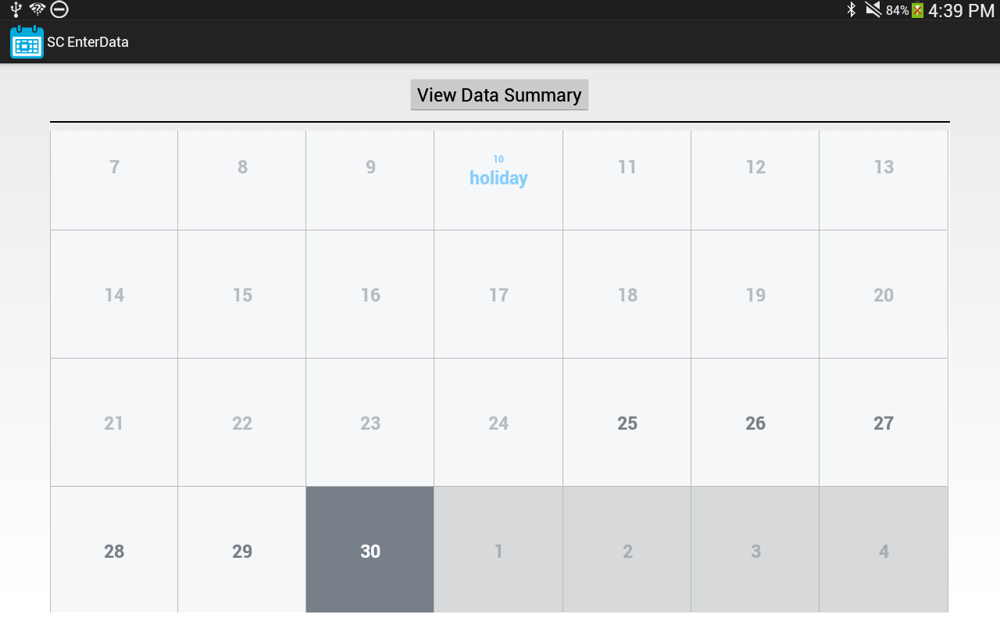 84% 4:39 PM
SC EnterData
View Data Summary
7 8 9 10 11 12 13
holiday
14 15 16 17 18 19 20
21 22 23 24 25 26 27
28 29 30 1 2 3 4